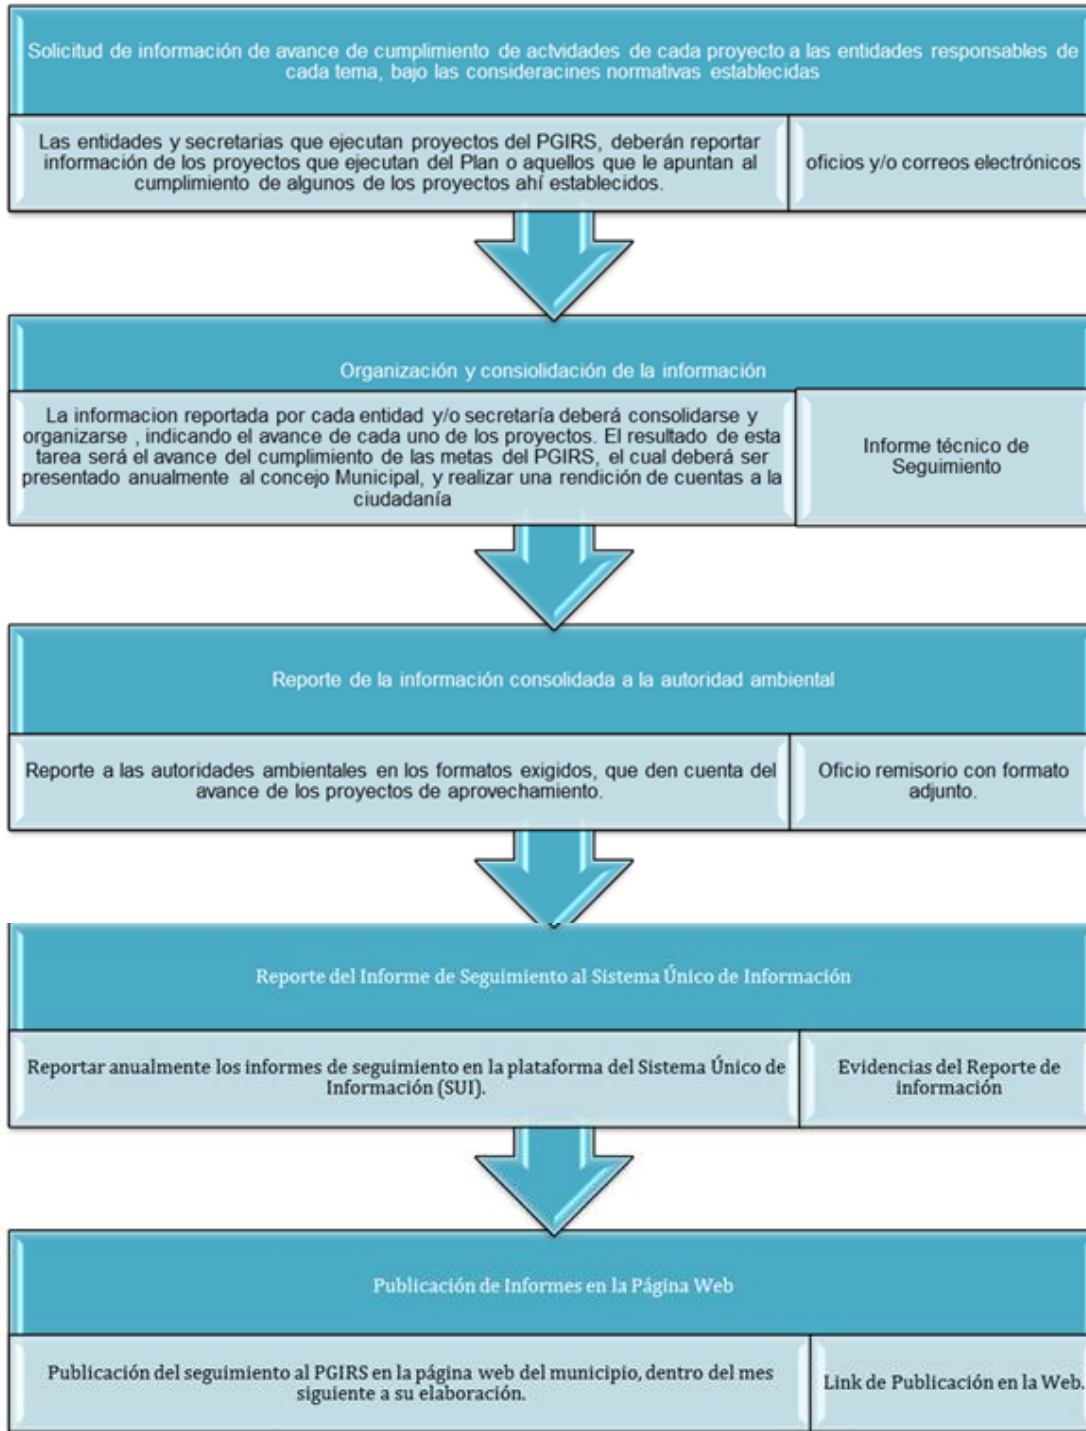 Solicitud de información de avance de cumplimiento de actvidades de cada proyecto a las entidades responsables de
cada tema, bajo las consideracines normativas establecidas
Las entidades y secretarias que ejecutan proyectos del PGIRS, deberán reportar
información de los proyectos que ejecutan del Plan o aquellos que le apuntan al
cumplimiento de algunos de los proyectos ahí establecidos.
oficios y/o correos electrónicos
Organización y consiolidación de la información
La informacion reportada por cada entidad y/o secretaría deberá consolidarse y
organizarse , indicando el avance de cada uno de los proyectos. El resultado de esta
tarea será el avance del cumplimiento de las metas del PGIRS, el cual deberá ser
presentado anualmente al concejo Municipal, y realizar una rendición de cuentas a la
ciudadanía
Informe técnico de
Seguimiento
Reporte de la información consolidada a la autoridad ambiental
Reporte a las autoridades ambientales en los formatos exigidos, que den cuenta del
avance de los proyectos de aprovechamiento.
Oficio remisorio con formato
adjunto.
Reporte del Informe de Seguimiento al Sistema Único de Información
Reportar anualmente los informes de seguimiento en la plataforma del Sistema Único de
Información (SUI).
Evidencias del Reporte de
información
Publicación de Informes en la Página Web
Publicación del seguimiento al PGIRS en la página web del municipio, dentro del mes
siguiente a su elaboración.
Link de Publicación en la Web.